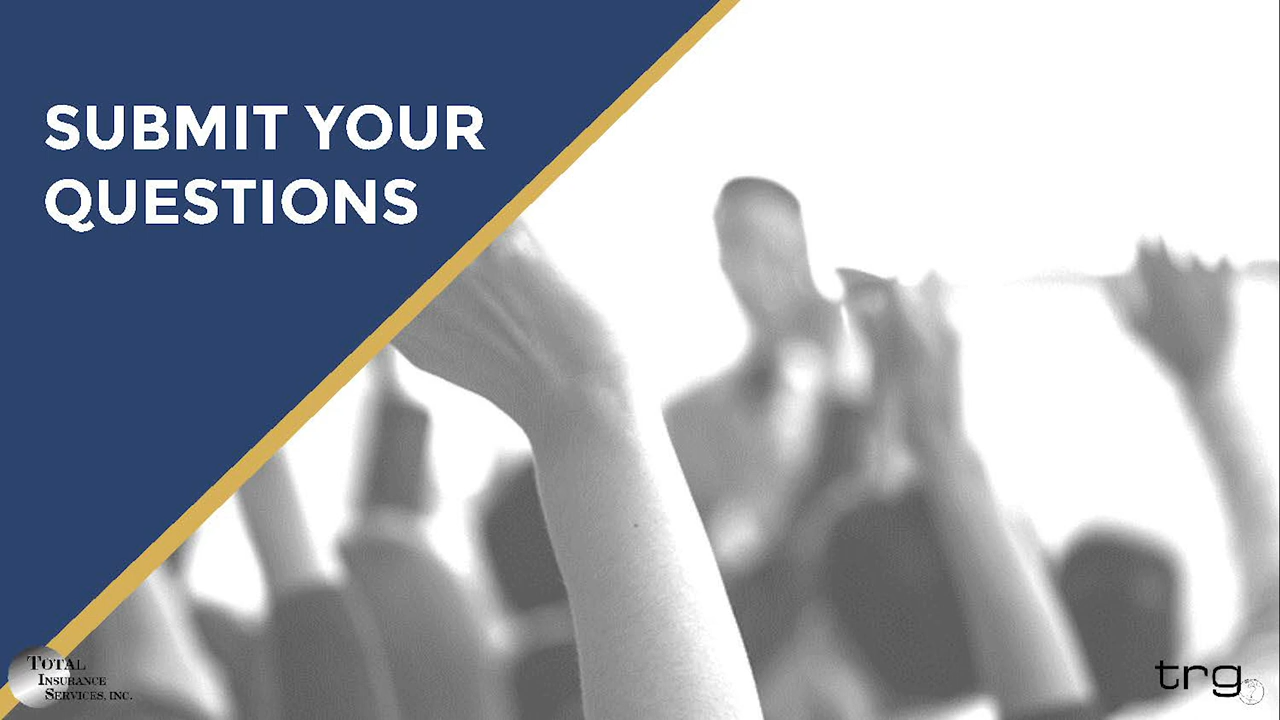 SUBMIT YOUR
QUESTIONS
TOTAL
INSURANCE
SERVICES, INC.
trg